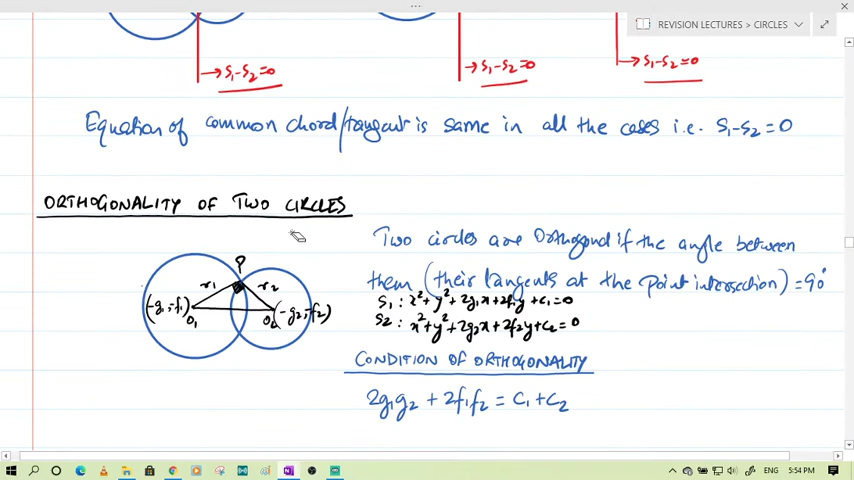 REVISION LECTURES > CIRCLES
S₁-S₂=0
S₁-S₂=0
S₁-S₂=0
Equation of common chord/tangent is same in all the cases i.e. S₁-S₂=0
ORTHOGONALITY OF TWO CIRCLES
Two circles are Orthogonal if the angle between
them (their tangents at the point intersection) = 90°
P
r₁
r₂
(-g₁,-f₁)
O₁
O₂
(-g₂,-f₂)
S₁ : x²+y²+2g₁x+2f₁y+c₁=0
S₂ : x²+y²+2g₂x+2f₂y+c₂=0
CONDITION OF ORTHOGONALITY
2g₁g₂ + 2f₁f₂ = C₁+C₂
ENG 5:54 PM